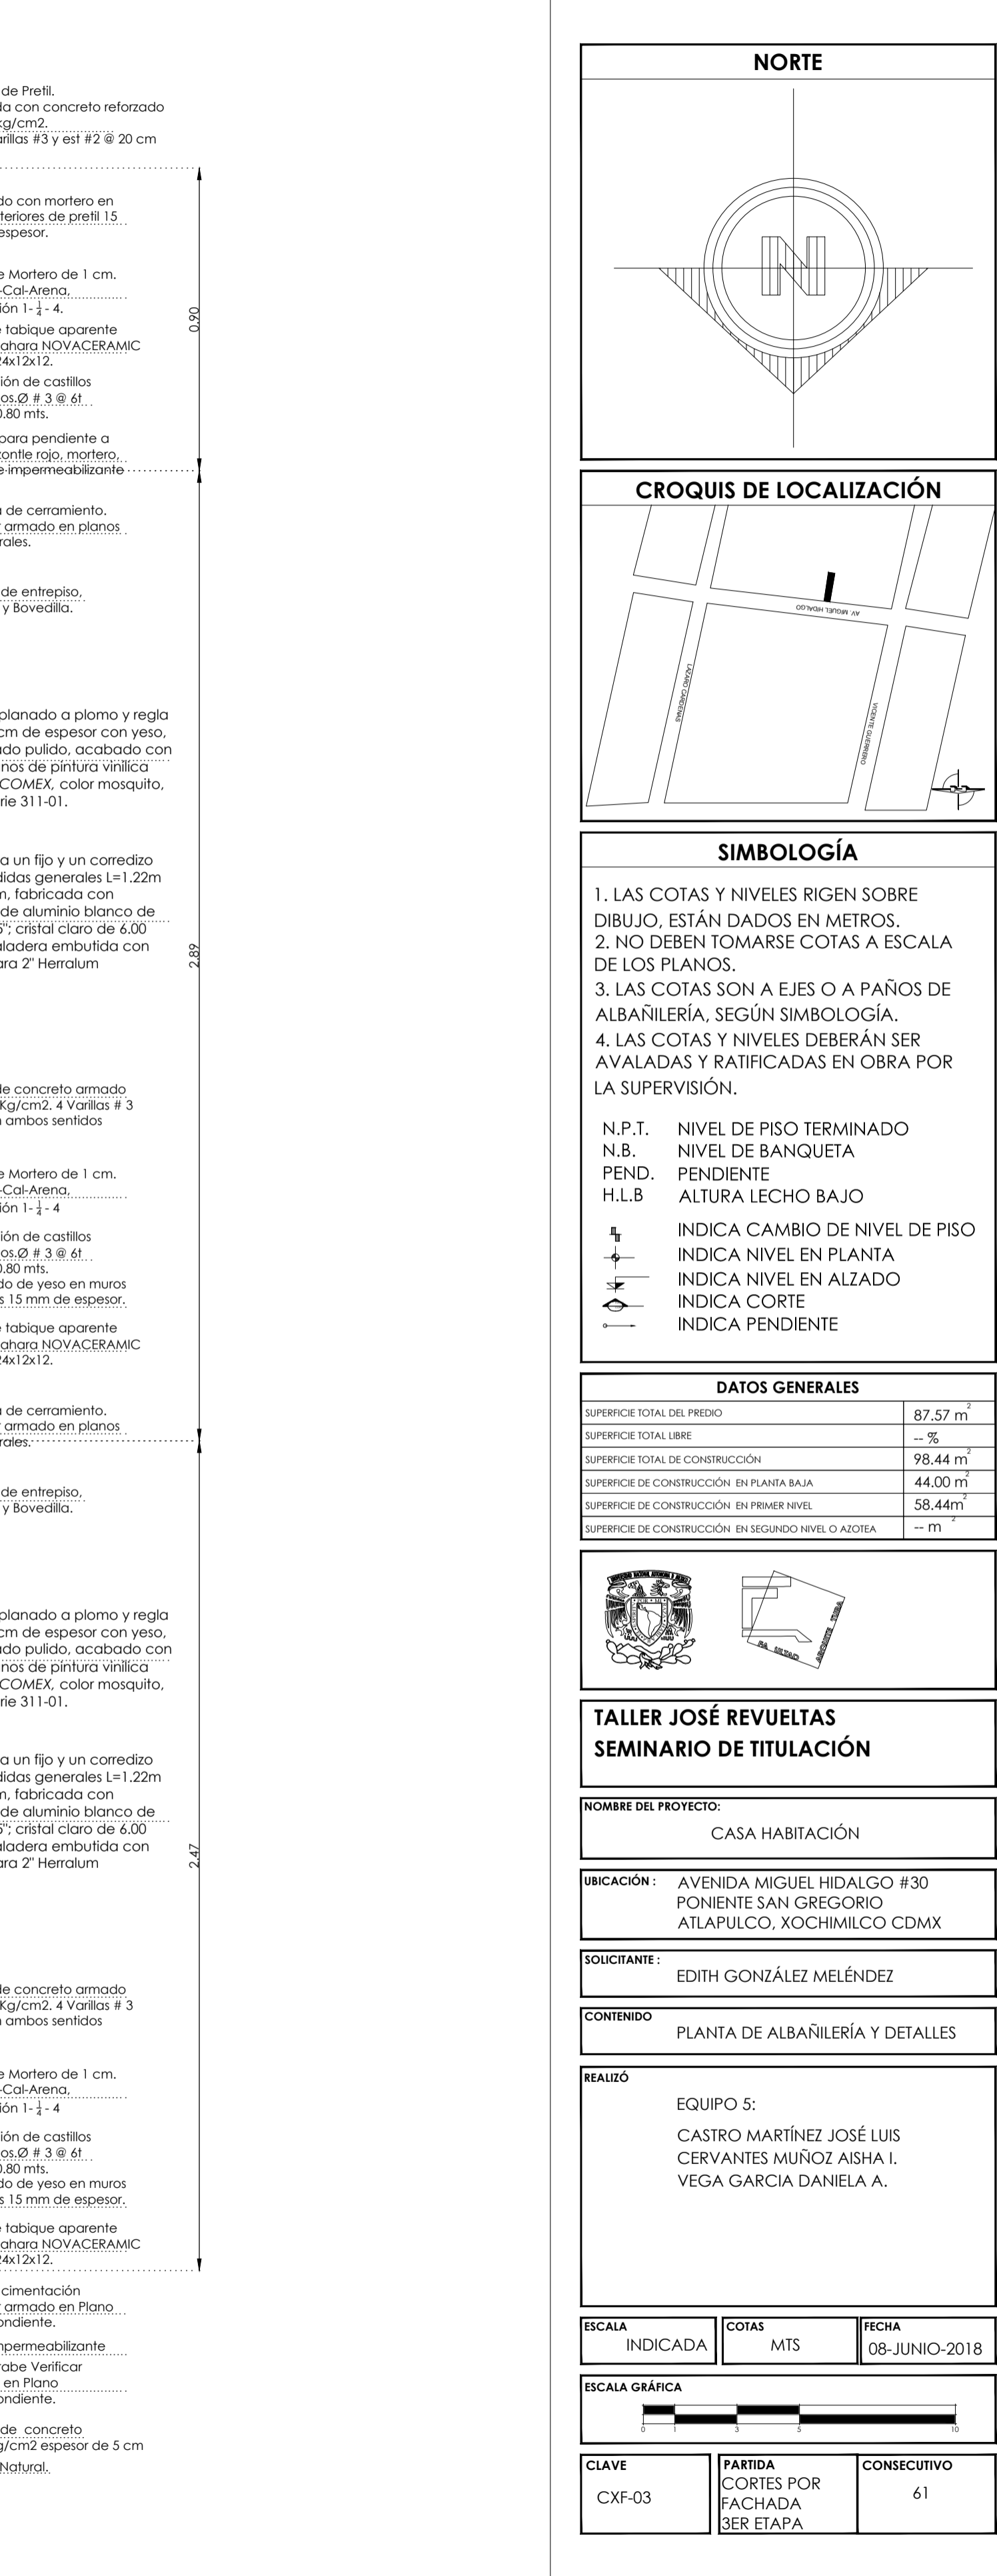 de Pretil.
da con concreto reforzado
kg/cm2.
arillas #3 y est #2 @ 20 cm
do con mortero en
teriores de pretil 15
espesor.
e Mortero de 1 cm.
-Cal-Arena,
ión 1- 1/4 - 4.
0.90
e tabique aparente
ahara NOVACERAMIC
24x12x12.
ión de castillos
os.Ø # 3 @ 6t
0.80 mts.
para pendiente a
zontle rojo, mortero,
e impermeabilizante
a de cerramiento.
r armado en planos
rales.
de entrepiso,
y Bovedilla.
planado a plomo y regla
cm de espesor con yeso,
ado pulido, acabado con
nos de pintura vinílica
COMEX, color mosquito,
rie 311-01.
a un fijo y un corredizo
didas generales L=1.22m
m, fabricada con
de aluminio blanco de
5"; cristal claro de 6.00
aladera embutida con
ara 2" Herralum
2.89
de concreto armado
Kg/cm2. 4 Varillas # 3
n ambos sentidos
e Mortero de 1 cm.
-Cal-Arena,
ión 1- 1/4 - 4
ión de castillos
os.Ø # 3 @ 6t
0.80 mts.
do de yeso en muros
s 15 mm de espesor.
e tabique aparente
ahara NOVACERAMIC
24x12x12.
a de cerramiento.
r armado en planos
rales.
de entrepiso,
y Bovedilla.
planado a plomo y regla
cm de espesor con yeso,
ado pulido, acabado con
nos de pintura vinílica
COMEX, color mosquito,
rie 311-01.
a un fijo y un corredizo
didas generales L=1.22m
m, fabricada con
de aluminio blanco de
5"; cristal claro de 6.00
aladera embutida con
ara 2" Herralum
2.47
de concreto armado
Kg/cm2. 4 Varillas # 3
n ambos sentidos
e Mortero de 1 cm.
-Cal-Arena,
ión 1- 1/4 - 4
ión de castillos
os.Ø # 3 @ 6t
0.80 mts.
do de yeso en muros
s 15 mm de espesor.
e tabique aparente
ahara NOVACERAMIC
24x12x12.
cimentación
r armado en Plano
ondiente.
mpermeabilizante
rabe Verificar
en Plano
ondiente.
de concreto
g/cm2 espesor de 5 cm
Natural.
NORTE
N
CROQUIS DE LOCALIZACIÓN
AV. MIGUEL HIDALGO
LAZARO CARDENAS
VICENTE GUERRERO
SIMBOLOGÍA
1. LAS COTAS Y NIVELES RIGEN SOBRE
DIBUJO, ESTÁN DADOS EN METROS.
2. NO DEBEN TOMARSE COTAS A ESCALA
DE LOS PLANOS.
3. LAS COTAS SON A EJES O A PAÑOS DE
ALBAÑILERÍA, SEGÚN SIMBOLOGÍA.
4. LAS COTAS Y NIVELES DEBERÁN SER
AVALADAS Y RATIFICADAS EN OBRA POR
LA SUPERVISIÓN.
N.P.T. NIVEL DE PISO TERMINADO
N.B. NIVEL DE BANQUETA
PEND. PENDIENTE
H.L.B ALTURA LECHO BAJO
INDICA CAMBIO DE NIVEL DE PISO
INDICA NIVEL EN PLANTA
INDICA NIVEL EN ALZADO
INDICA CORTE
INDICA PENDIENTE
DATOS GENERALES
SUPERFICIE TOTAL DEL PREDIO 87.57 m2
SUPERFICIE TOTAL LIBRE -- %
SUPERFICIE TOTAL DE CONSTRUCCIÓN 98.44 m2
SUPERFICIE DE CONSTRUCCIÓN EN PLANTA BAJA 44.00 m2
SUPERFICIE DE CONSTRUCCIÓN EN PRIMER NIVEL 58.44m2
SUPERFICIE DE CONSTRUCCIÓN EN SEGUNDO NIVEL O AZOTEA -- m 2
TALLER JOSÉ REVUELTAS
SEMINARIO DE TITULACIÓN
NOMBRE DEL PROYECTO:
CASA HABITACIÓN
UBICACIÓN : AVENIDA MIGUEL HIDALGO #30
PONIENTE SAN GREGORIO
ATLAPULCO, XOCHIMILCO CDMX
SOLICITANTE :
EDITH GONZÁLEZ MELÉNDEZ
CONTENIDO
PLANTA DE ALBAÑILERÍA Y DETALLES
REALIZÓ
EQUIPO 5:
CASTRO MARTÍNEZ JOSÉ LUIS
CERVANTES MUÑOZ AISHA I.
VEGA GARCIA DANIELA A.
ESCALA
INDICADA
COTAS
MTS
FECHA
08-JUNIO-2018
ESCALA GRÁFICA
0 1 3 5 10
CLAVE
CXF-03
PARTIDA
CORTES POR
FACHADA
3ER ETAPA
CONSECUTIVO
61